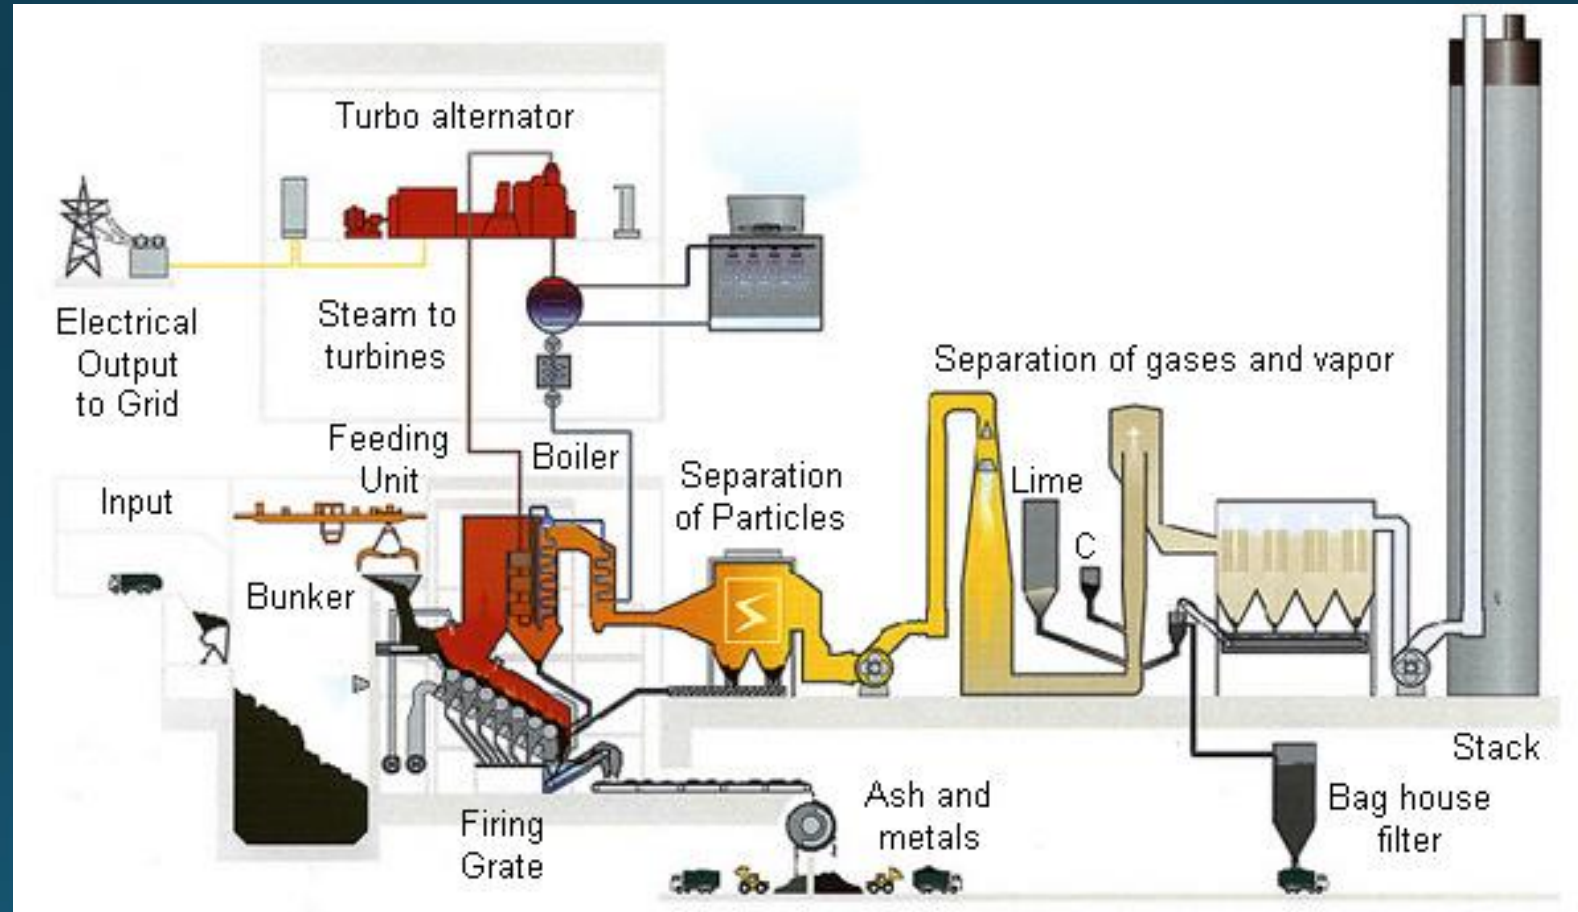 Turbo alternator
Electrical
Output
to Grid
Steam to
turbines
Separation of gases and vapor
Feeding
Unit
Boiler
Input
Separation
of Particles
Lime
C
Bunker
Stack
Firing
Grate
Ash and
metals
Bag house
filter